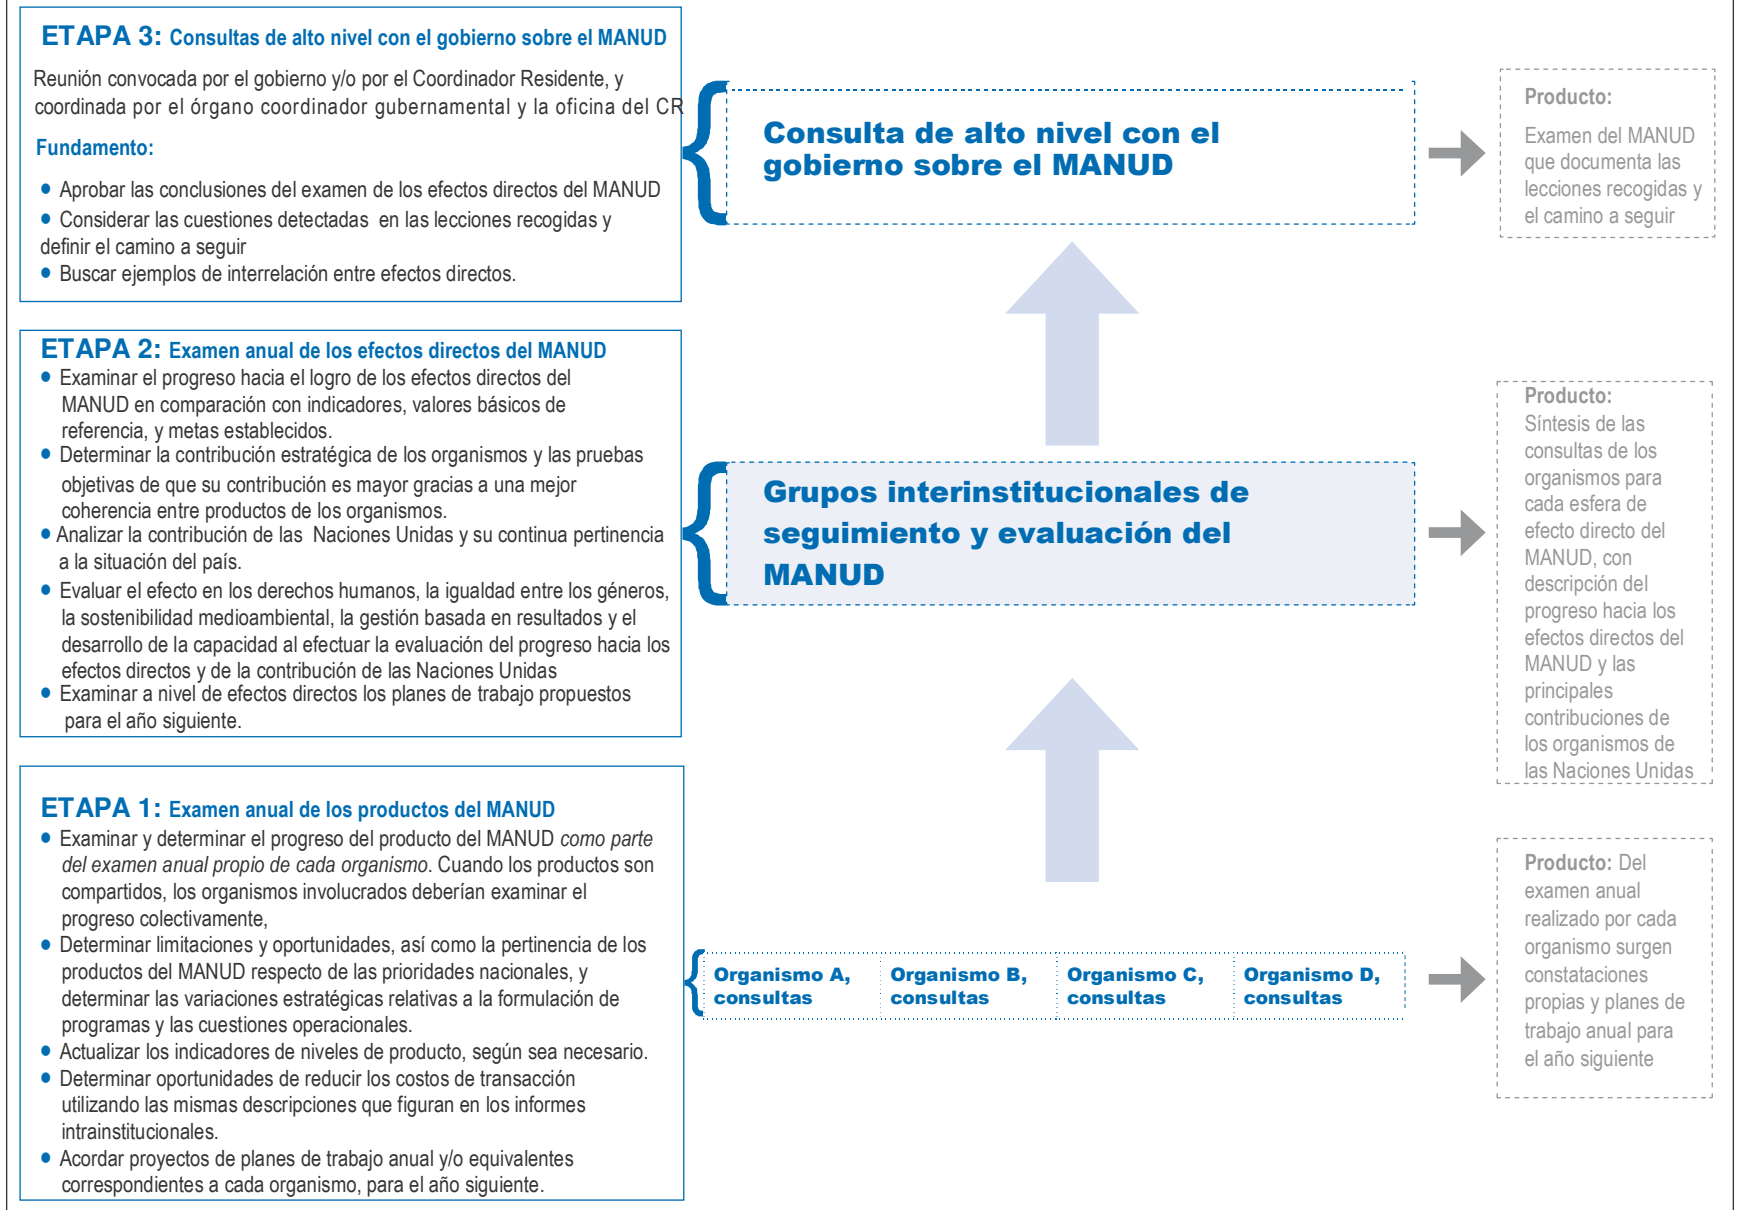 ETAPA 3: Consultas de alto nivel con el gobierno sobre el MANUD
Reunión convocada por el gobierno y/o por el Coordinador Residente, y
coordinada por el órgano coordinador gubernamental y la oficina del CR
Fundamento:
• Aprobar las conclusiones del examen de los efectos directos del MANUD
• Considerar las cuestiones detectadas en las lecciones recogidas y
definir el camino a seguir
• Buscar ejemplos de interrelación entre efectos directos.
Consulta de alto nivel con el
gobierno sobre el MANUD
Producto:
Examen del MANUD
que documenta las
lecciones recogidas y
el camino a seguir
ETAPA 2: Examen anual de los efectos directos del MANUD
• Examinar el progreso hacia el logro de los efectos directos del
MANUD en comparación con indicadores, valores básicos de
referencia, y metas establecidos.
• Determinar la contribución estratégica de los organismos y las pruebas
objetivas de que su contribución es mayor gracias a una mejor
coherencia entre productos de los organismos.
• Analizar la contribución de las Naciones Unidas y su continua pertinencia
a la situación del país.
• Evaluar el efecto en los derechos humanos, la igualdad entre los géneros,
la sostenibilidad medioambiental, la gestión basada en resultados y el
desarrollo de la capacidad al efectuar la evaluación del progreso hacia los
efectos directos y de la contribución de las Naciones Unidas
• Examinar a nivel de efectos directos los planes de trabajo propuestos
para el año siguiente.
Grupos interinstitucionales de
seguimiento y evaluación del
MANUD
Producto:
Síntesis de las
consultas de los
organismos para
cada esfera de
efecto directo del
MANUD, con
descripción del
progreso hacia los
efectos directos del
MANUD y las
principales
contribuciones de
los organismos de
las Naciones Unidas
ETAPA 1: Examen anual de los productos del MANUD
• Examinar y determinar el progreso del producto del MANUD como parte
del examen anual propio de cada organismo. Cuando los productos son
compartidos, los organismos involucrados deberían examinar el
progreso colectivamente,
• Determinar limitaciones y oportunidades, así como la pertinencia de los
productos del MANUD respecto de las prioridades nacionales, y
determinar las variaciones estratégicas relativas a la formulación de
programas y las cuestiones operacionales.
• Actualizar los indicadores de niveles de producto, según sea necesario.
• Determinar oportunidades de reducir los costos de transacción
utilizando las mismas descripciones que figuran en los informes
intrainstitucionales.
• Acordar proyectos de planes de trabajo anual y/o equivalentes
correspondientes a cada organismo, para el año siguiente.
Organismo A,
consultas
Organismo B,
consultas
Organismo C,
consultas
Organismo D,
consultas
Producto: Del
examen anual
realizado por cada
organismo surgen
constataciones
propias y planes de
trabajo anual para
el año siguiente